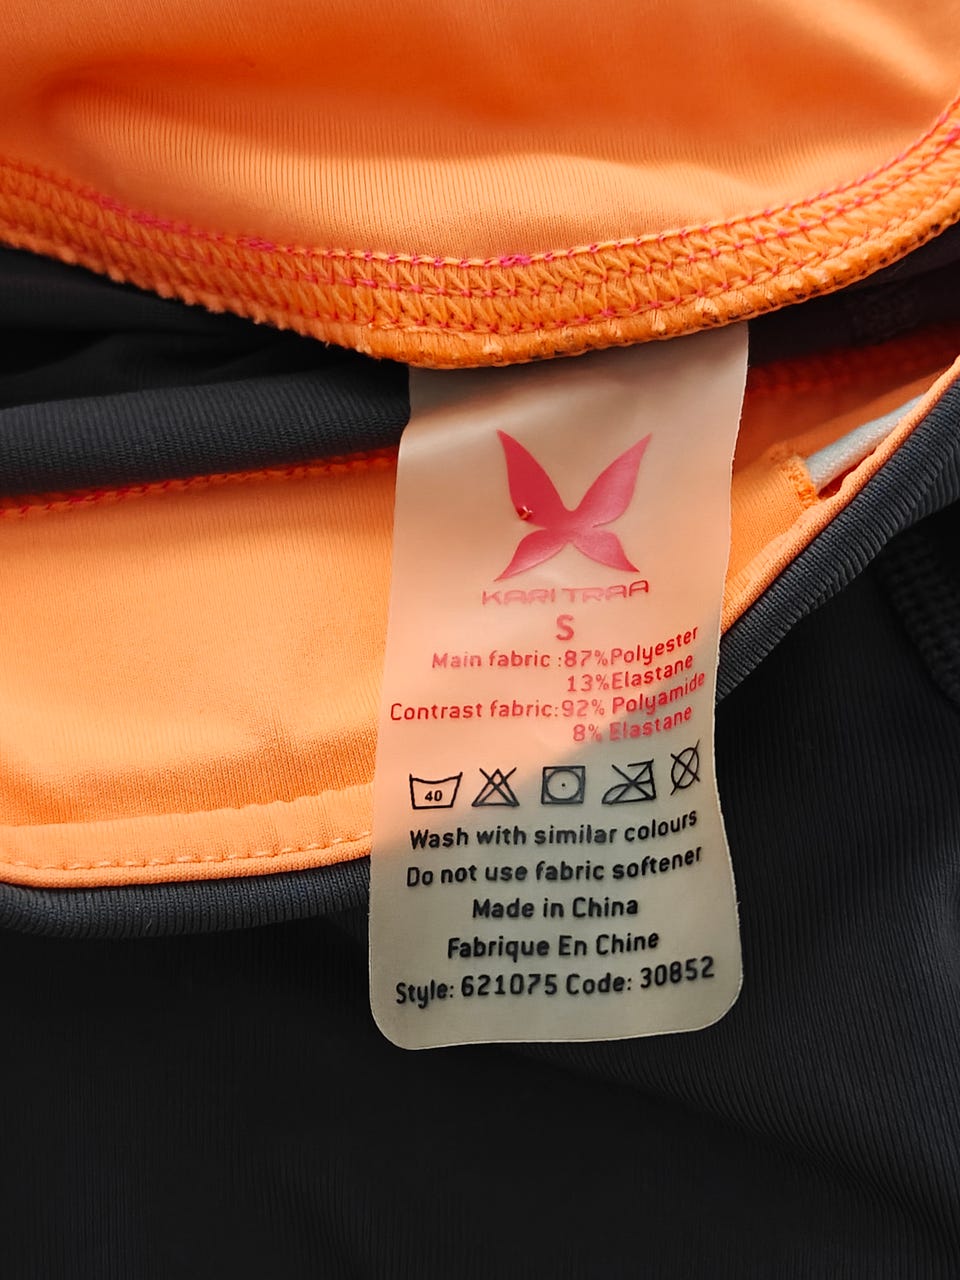 KARI TRAA
S
Main fabric :87%Polyester
13%Elastane
Contrast fabric:92% Polyamide
8% Elastane
40
Wash with similar colours
Do not use fabric softener
Made in China
Fabrique En Chine
Style: 621075 Code: 30852